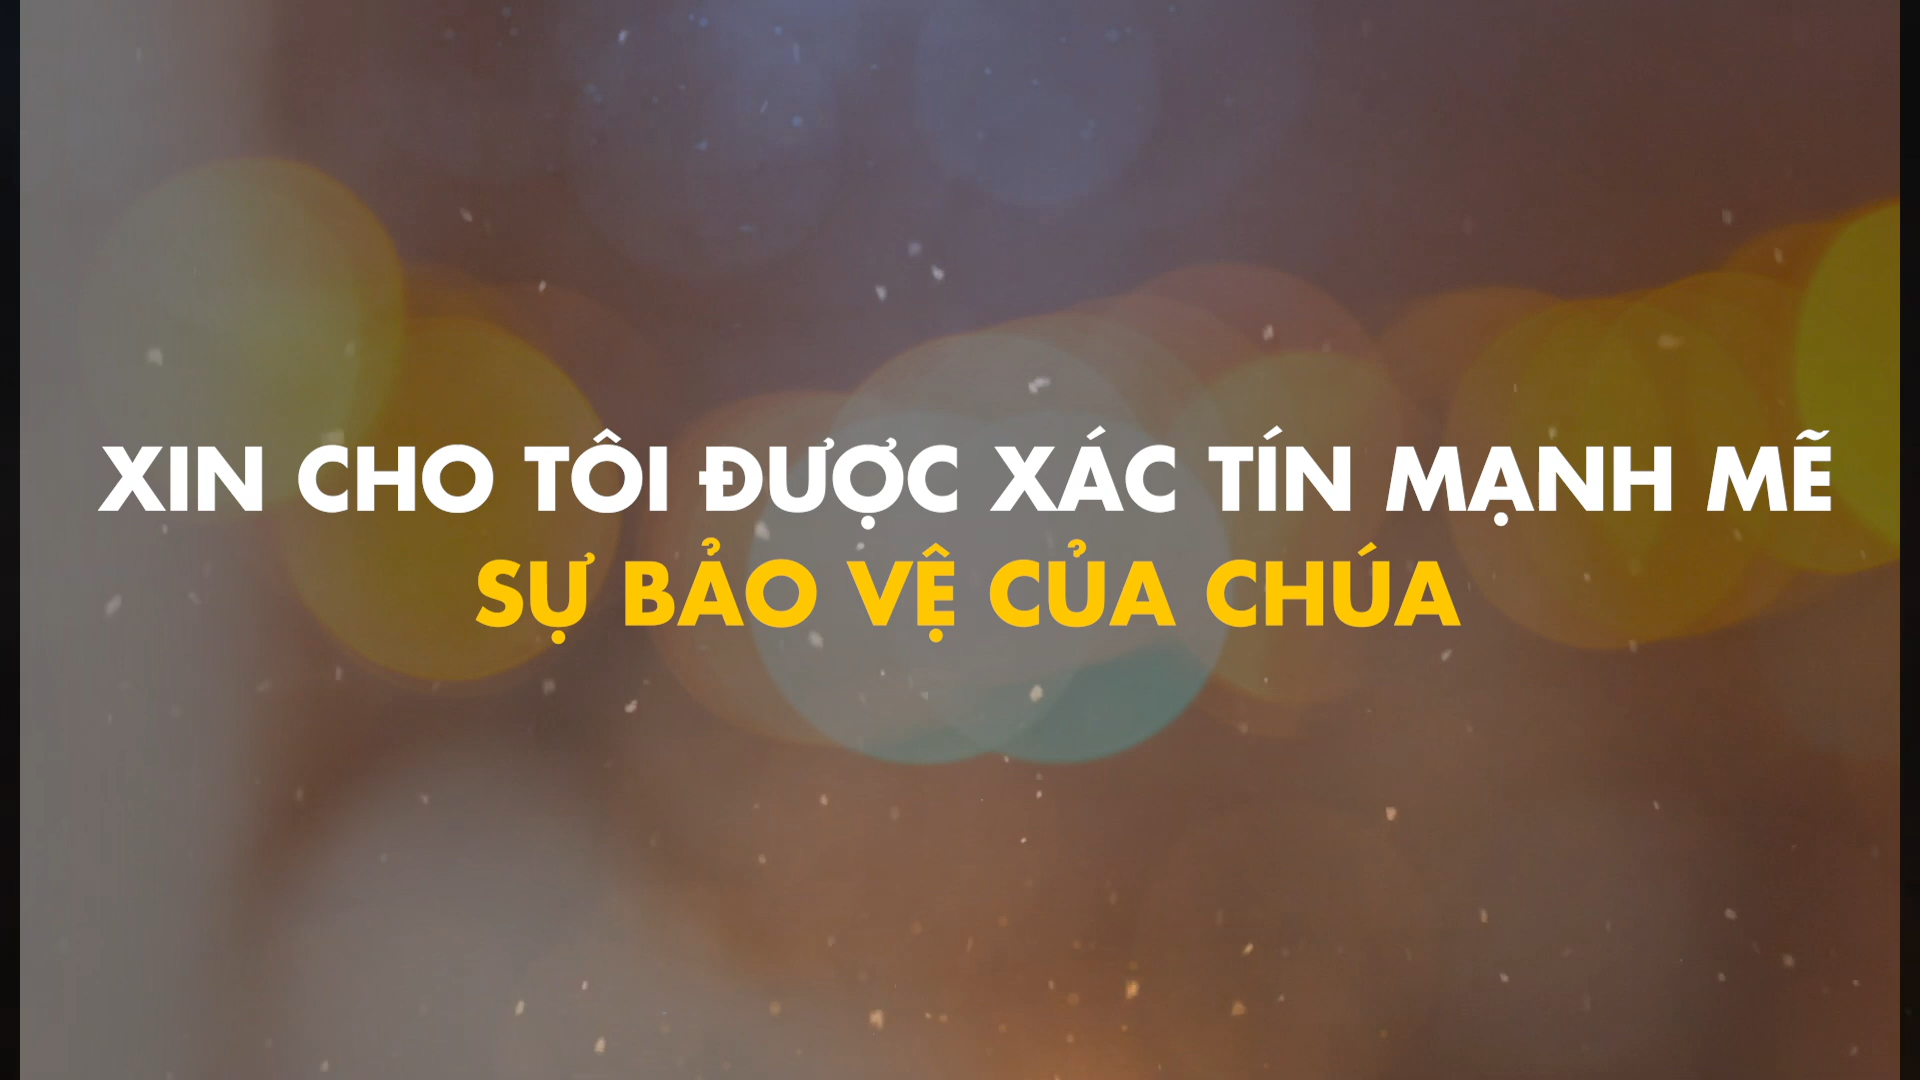 XIN CHO TÔI ĐƯỢC XÁC TÍN MẠNH MẼ
SỰ BẢO VỆ CỦA CHÚA